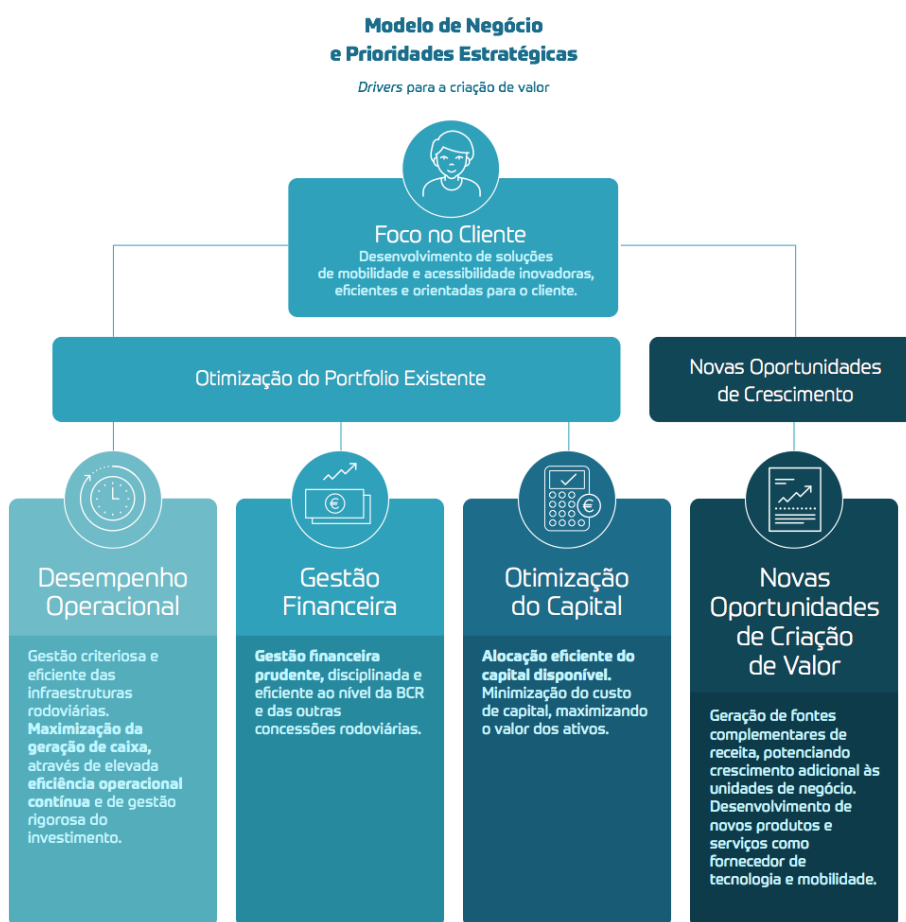 Modelo de Negócio
e Prioridades Estratégicas
Drivers para a criação de valor
Foco no Cliente
Desenvolvimento de soluções
de mobilidade e acessibilidade inovadoras,
eficientes e orientadas para o cliente.
Otimização do Portfolio Existente
Novas Oportunidades
de Crescimento
Desempenho
Operacional
Gestão criteriosa e
eficiente das
infraestruturas
rodoviárias.
Maximização da
geração de caixa,
através de elevada
eficiência operacional
contínua e de gestão
rigorosa do
investimento.
€
Gestão
Financeira
Gestão financeira
prudente, disciplinada e
eficiente ao nível da BCR
e das outras
concessões rodoviárias.
€
Otimização
do Capital
Alocação eficiente do
capital disponível.
Minimização do custo
de capital, maximizando
o valor dos ativos.
Novas
Oportunidades
de Criação
de Valor
Geração de fontes
complementares de
receita, potenciando
crescimento adicional às
unidades de negócio.
Desenvolvimento de
novos produtos e
serviços como
fornecedor de
tecnologia e mobilidade.